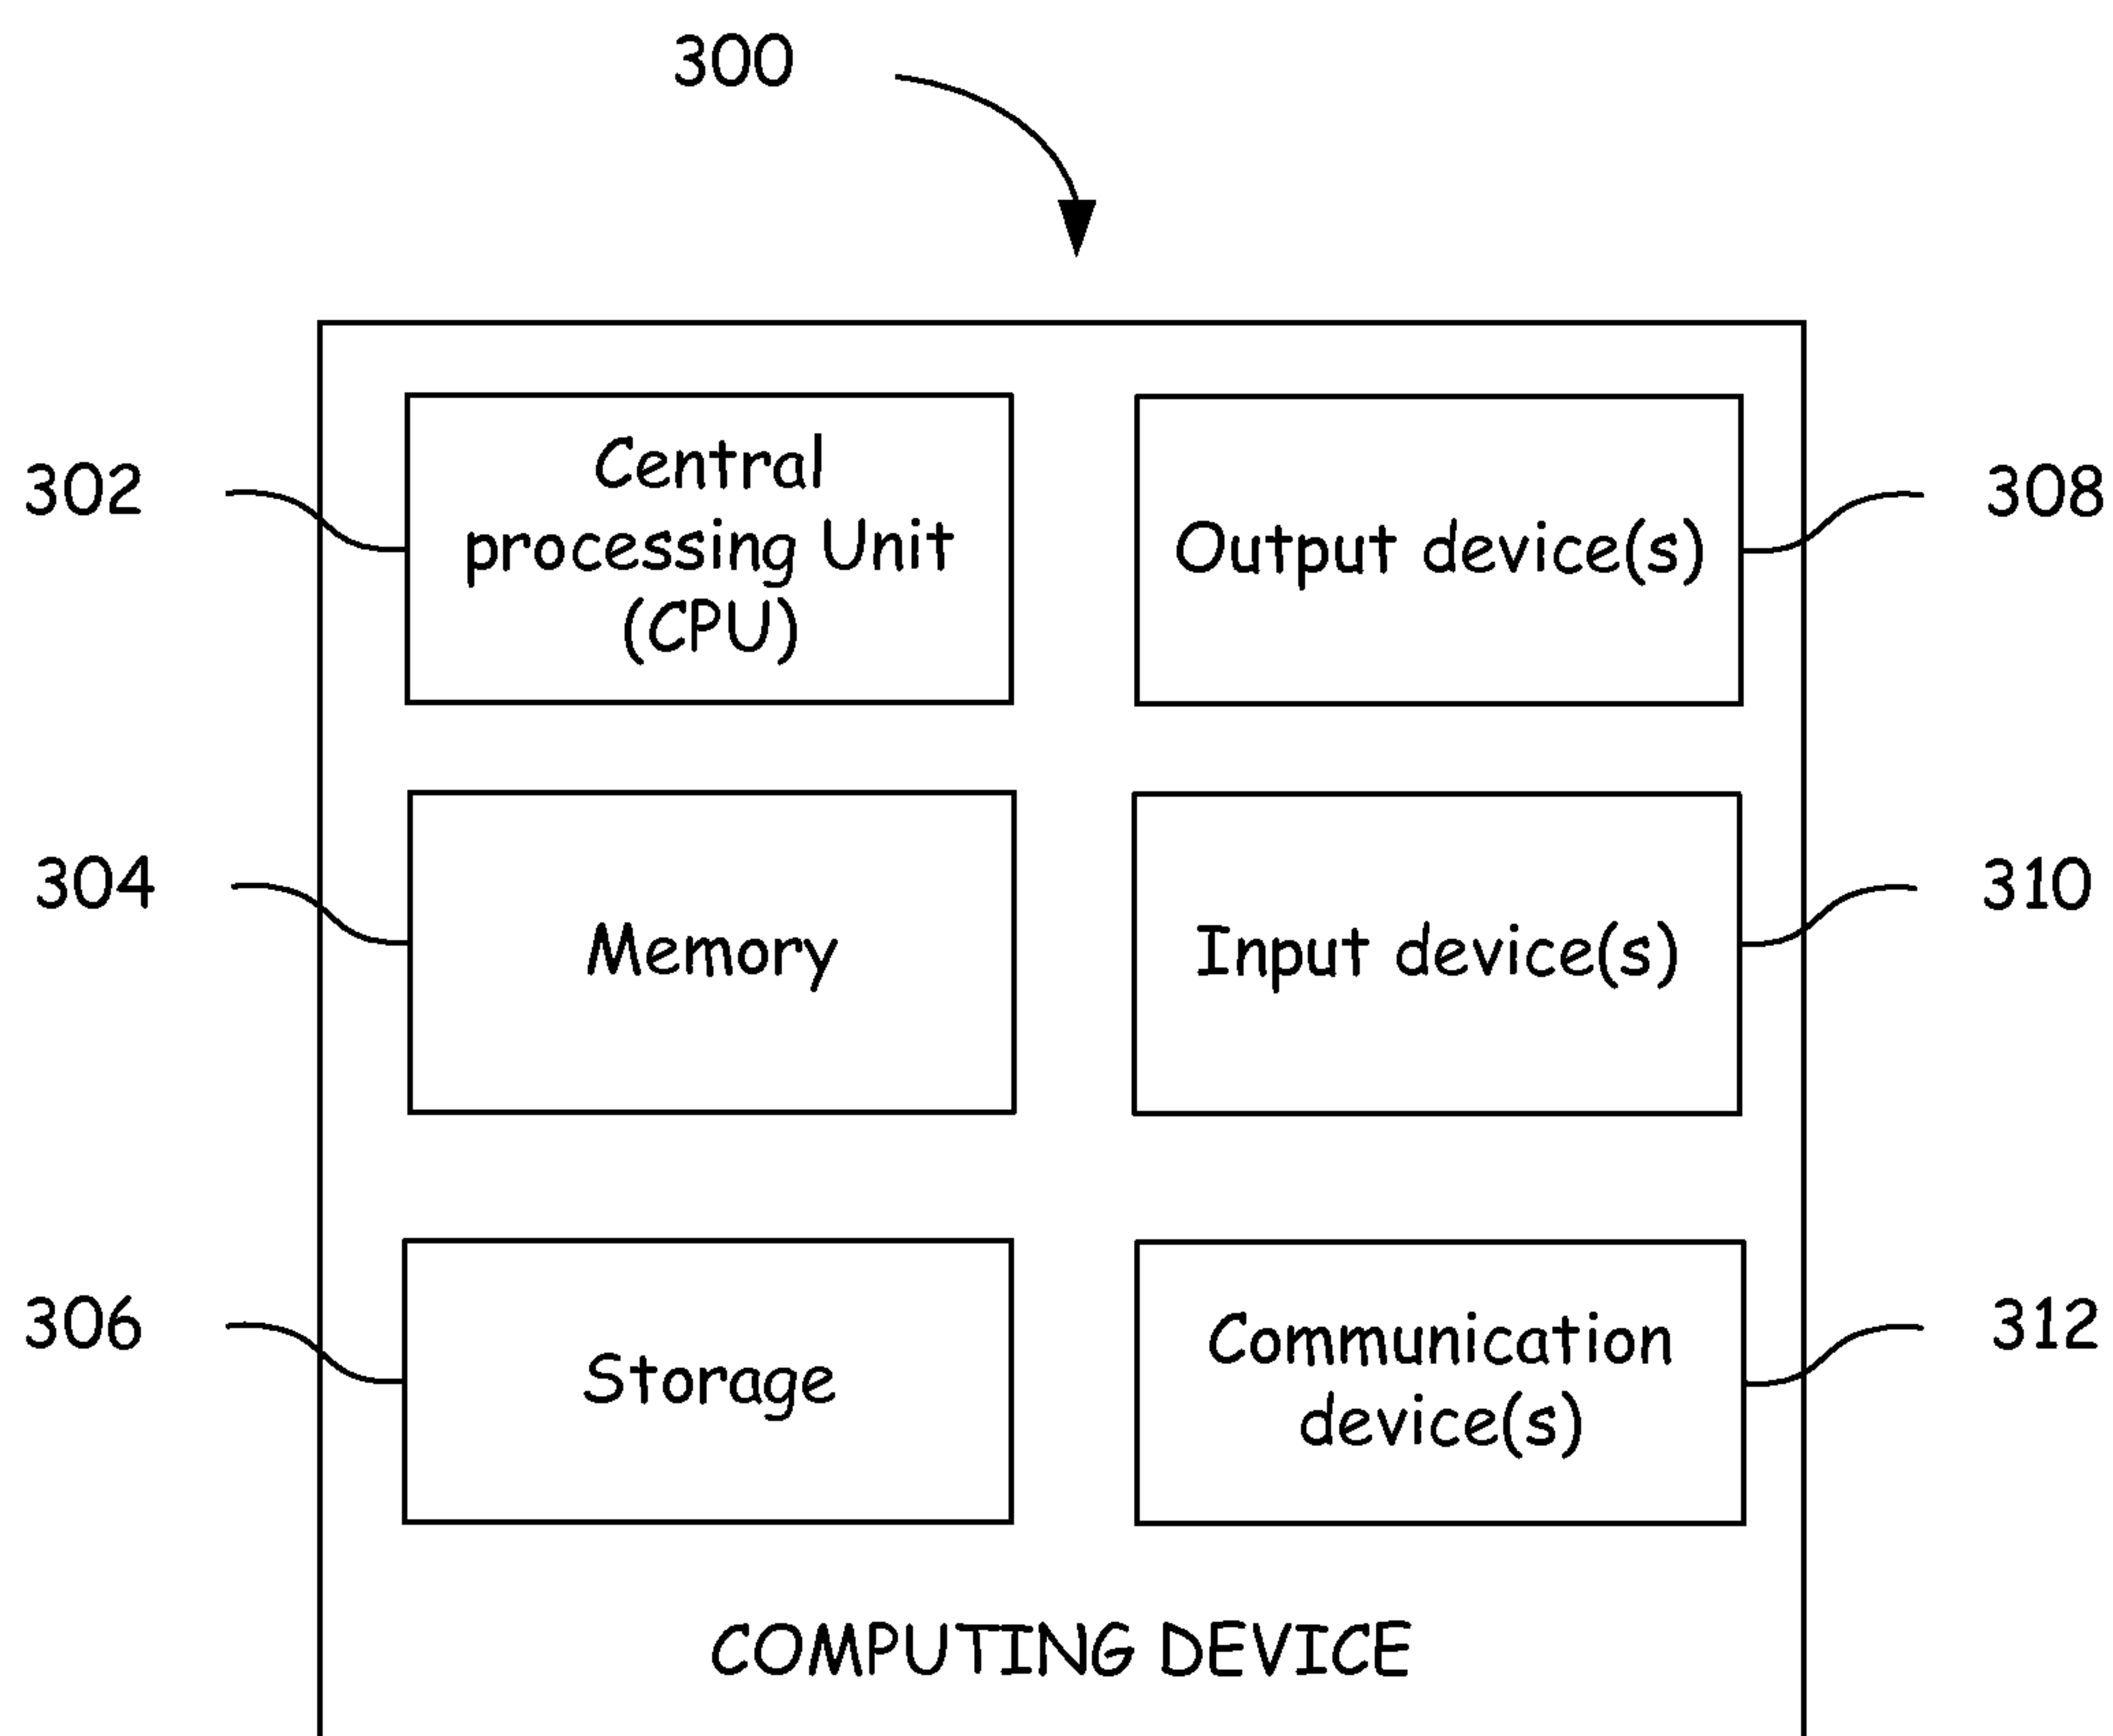 300
302
Central
processing Unit
(CPU)
Output device(s)
308
304
Memory
Input device(s)
310
306
Storage
Communication
device(s)
312
COMPUTING DEVICE